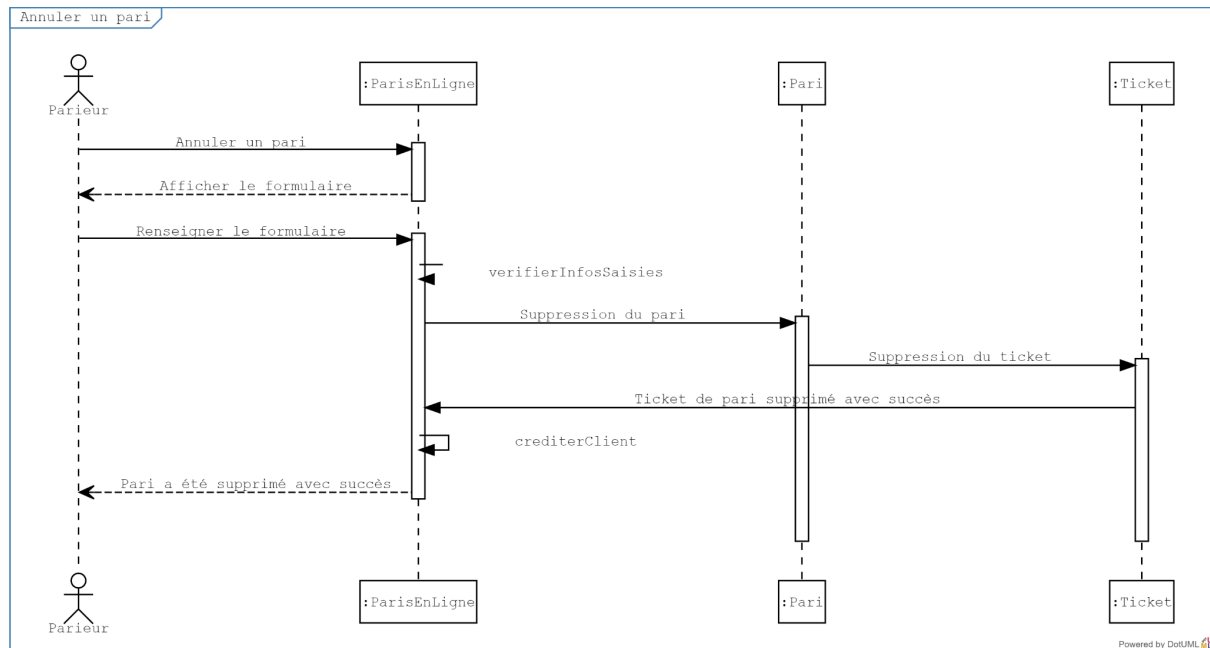 Annuler un pari
Parieur
:ParisEnLigne
:Pari
:Ticket
Annuler un pari
Afficher le formulaire
Renseigner le formulaire
verifierInfosSaisies
Suppression du pari
Suppression du ticket
Ticket de pari supprimé avec succès
crediterClient
Pari a été supprimé avec succès
Parieur
:ParisEnLigne
:Pari
:Ticket
Powered by DotUML